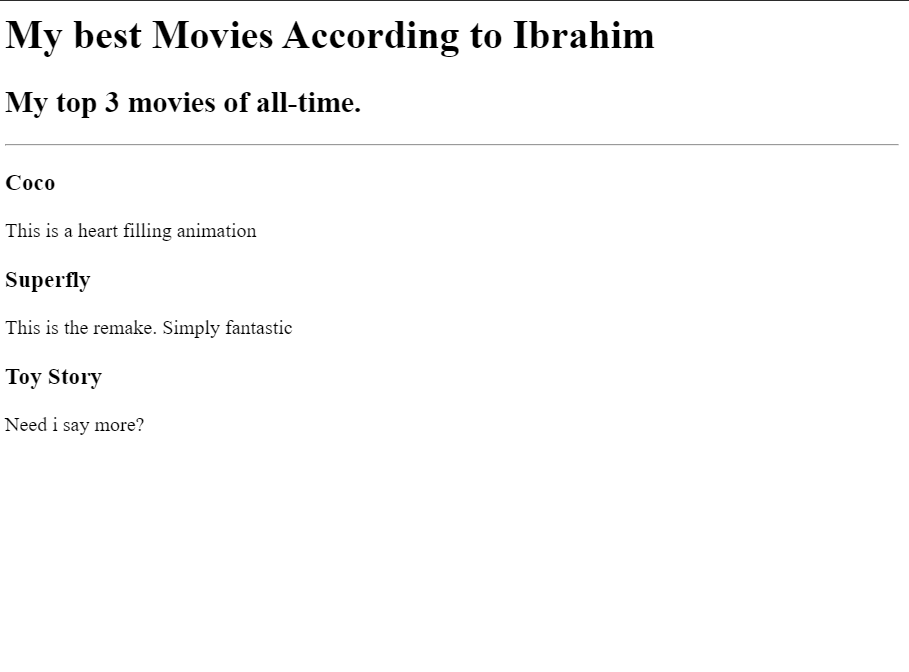 My best Movies According to Ibrahim
My top 3 movies of all-time.
Coco
This is a heart filling animation
Superfly
This is the remake. Simply fantastic
Toy Story
Need i say more?